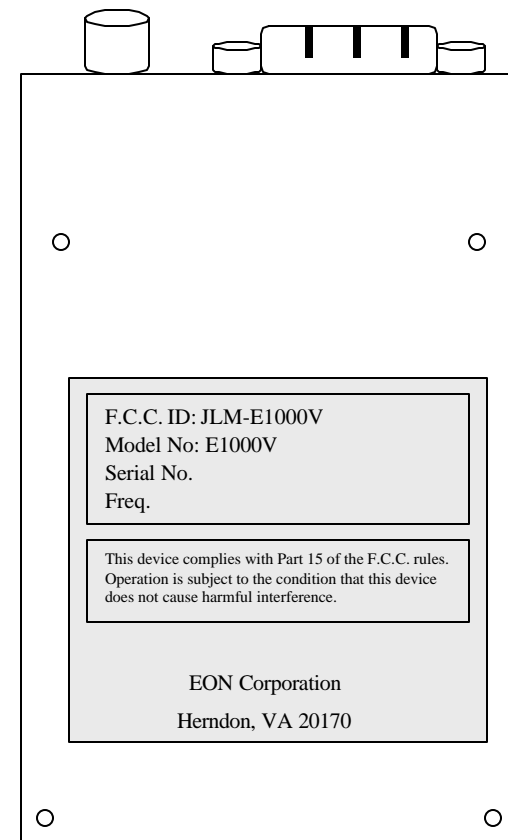 F.C.C. ID: JLM-E1000V
Model No: E1000V
Serial No.
Freq.
This device complies with Part 15 of the F.C.C. rules.
Operation is subject to the condition that this device
does not cause harmful interference.
EON Corporation
Herndon, VA 20170